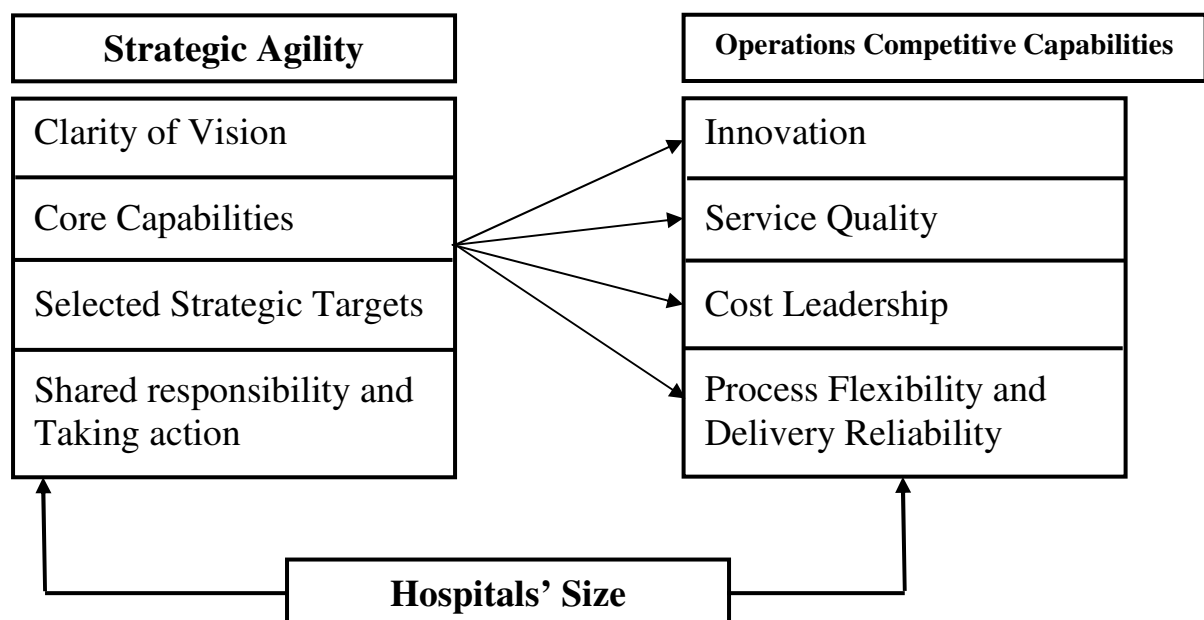 Strategic Agility
Operations Competitive Capabilities
Clarity of Vision
Core Capabilities
Selected Strategic Targets
Shared responsibility and
Taking action
Innovation
Service Quality
Cost Leadership
Process Flexibility and
Delivery Reliability
Hospitals’ Size